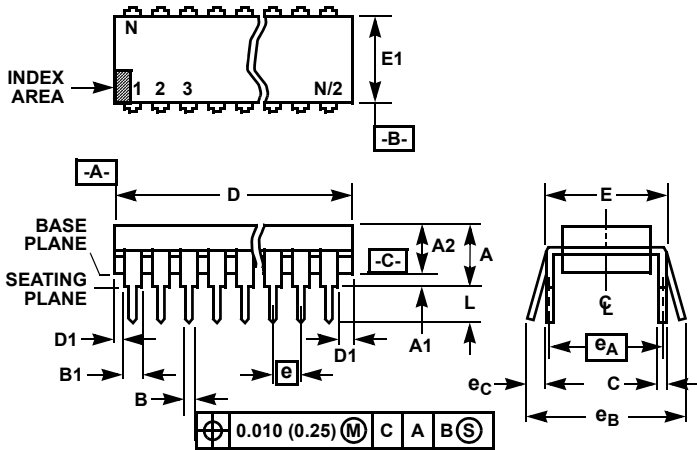 N
INDEX
AREA
1 2 3 N/2
E1
-B-
-A-
D
E
BASE
PLANE
A2 A
-C-
SEATING
PLANE
L
C
L
D1
A1
D1
eA
B1
e
eC
C
B
eB
0.010 (0.25) M C A B S